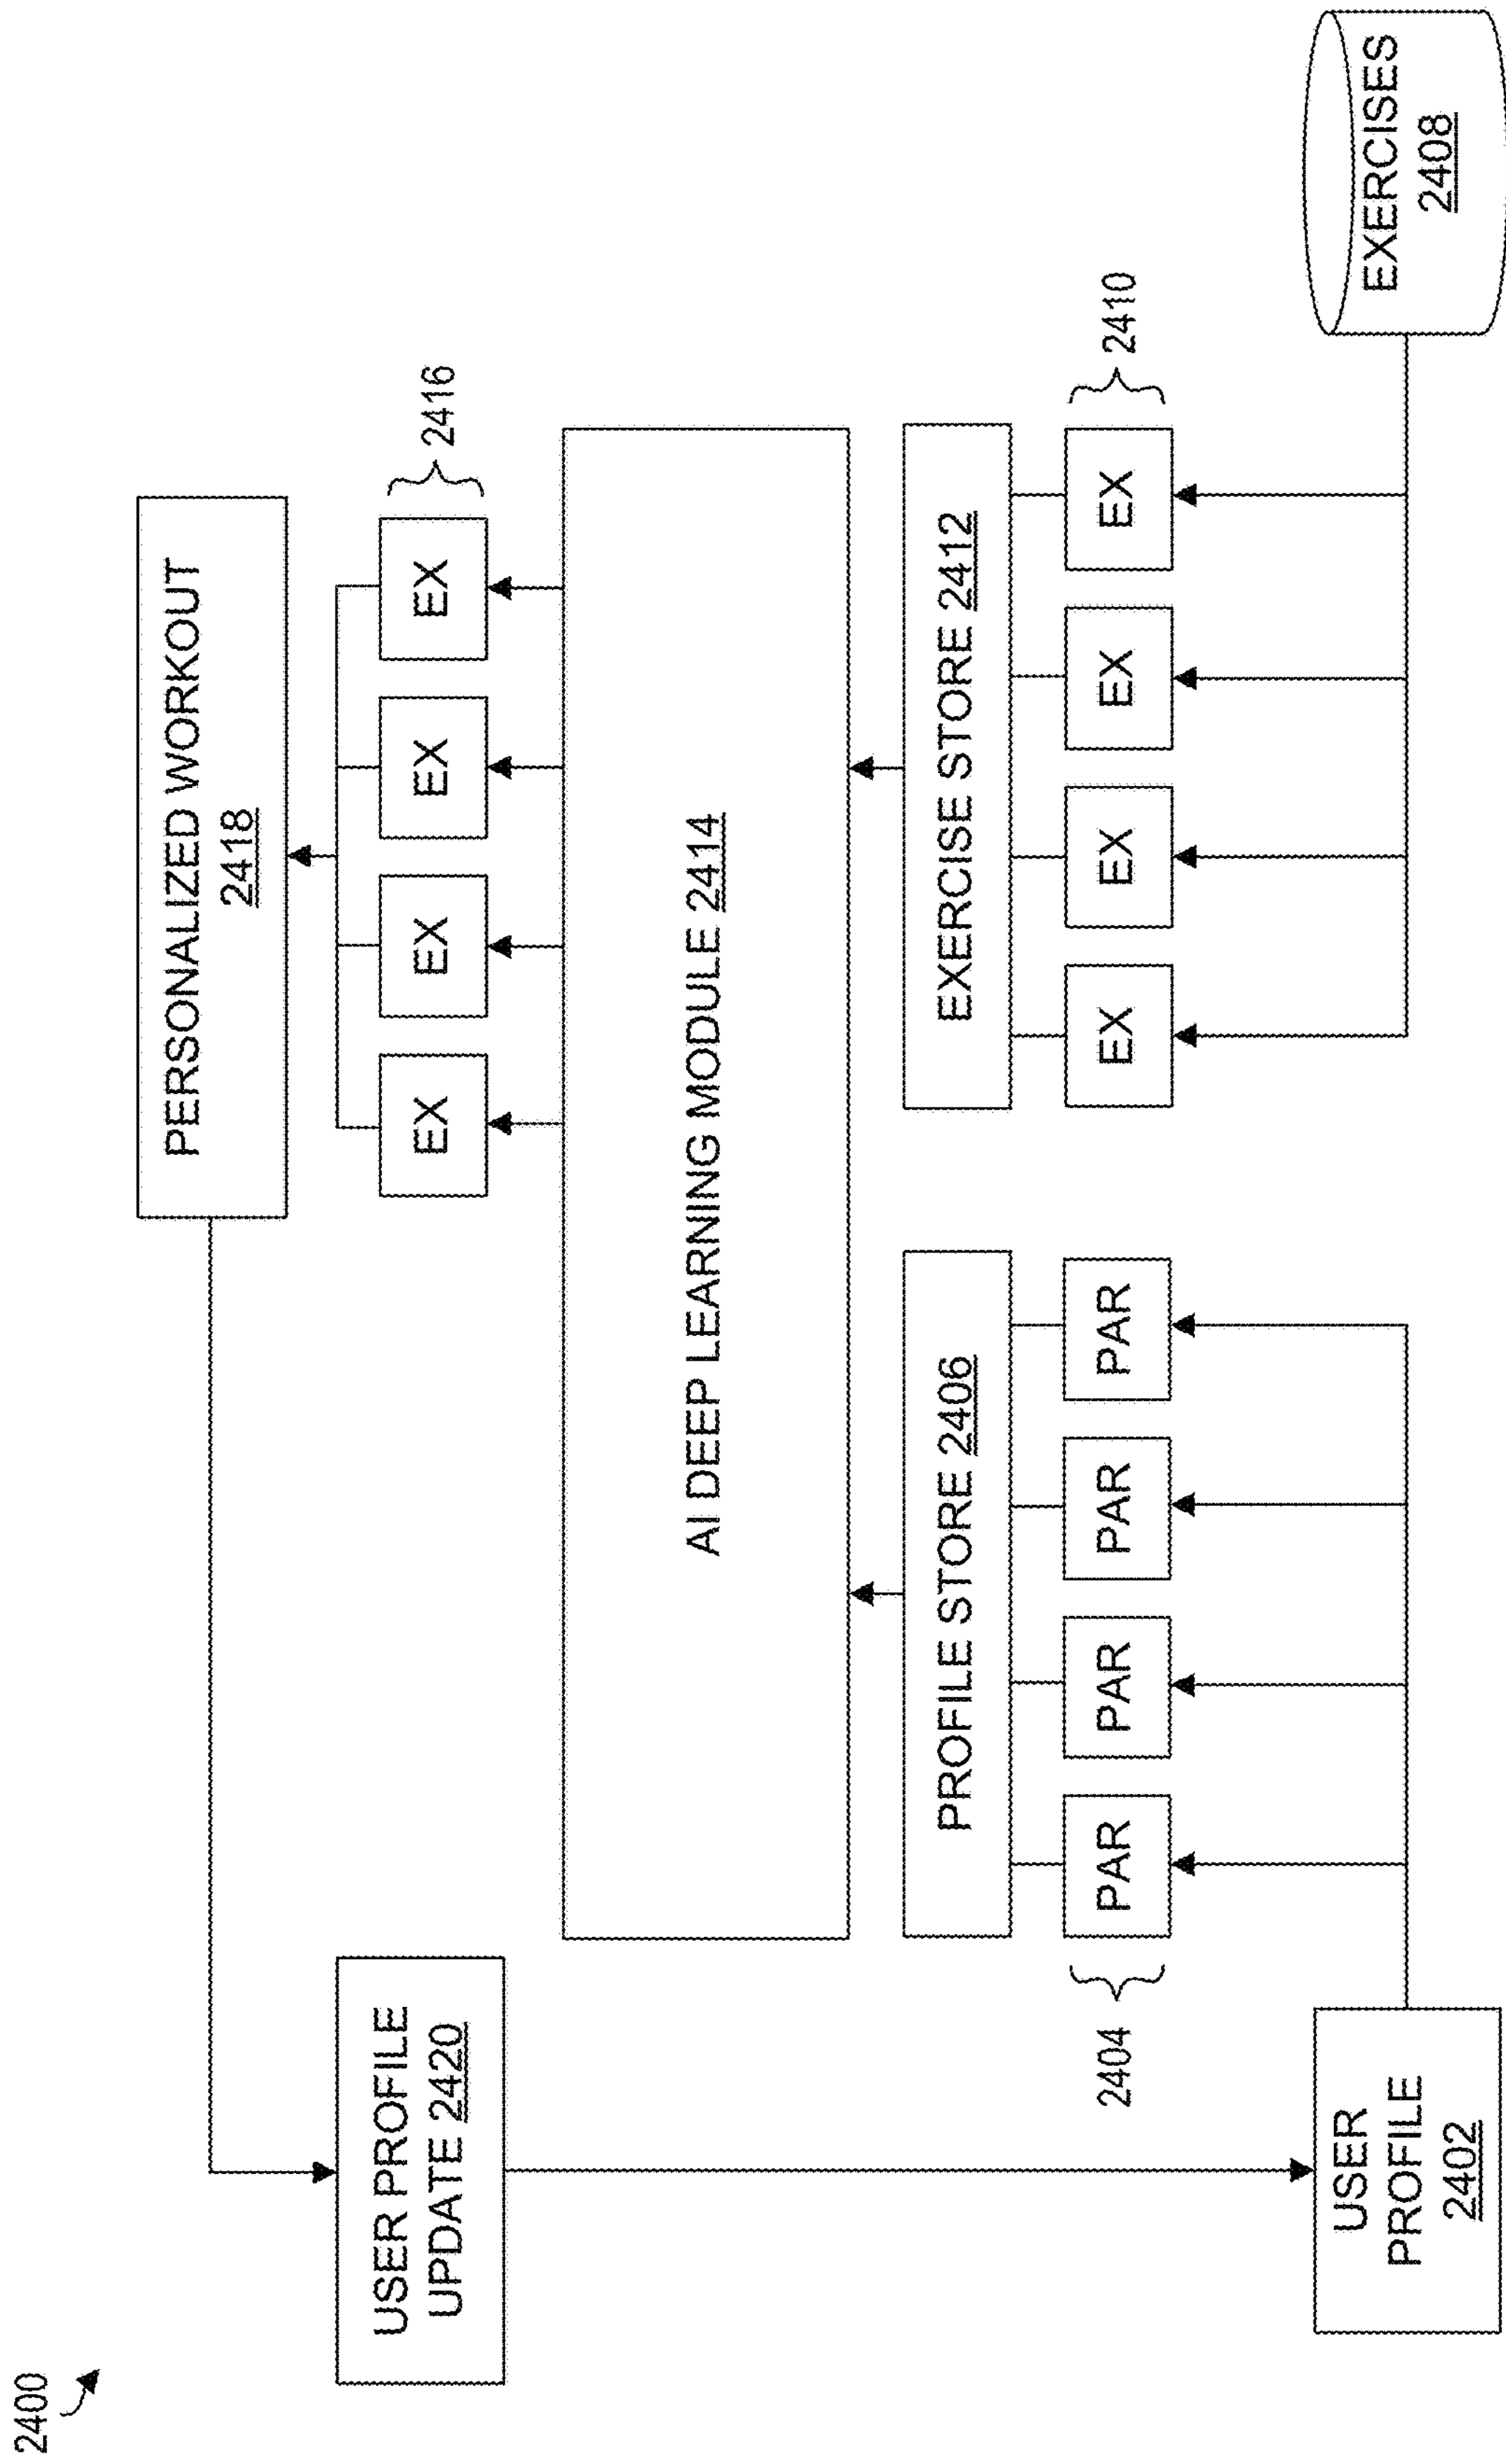 2400
PERSONALIZED WORKOUT
2418
USER PROFILE
UPDATE 2420
EX
EX
EX
EX
2416
AI DEEP LEARNING MODULE 2414
PROFILE STORE 2406
EXERCISE STORE 2412
2404
PAR
PAR
PAR
PAR
EX
EX
EX
EX
2410
USER
PROFILE
2402
EXERCISES
2408